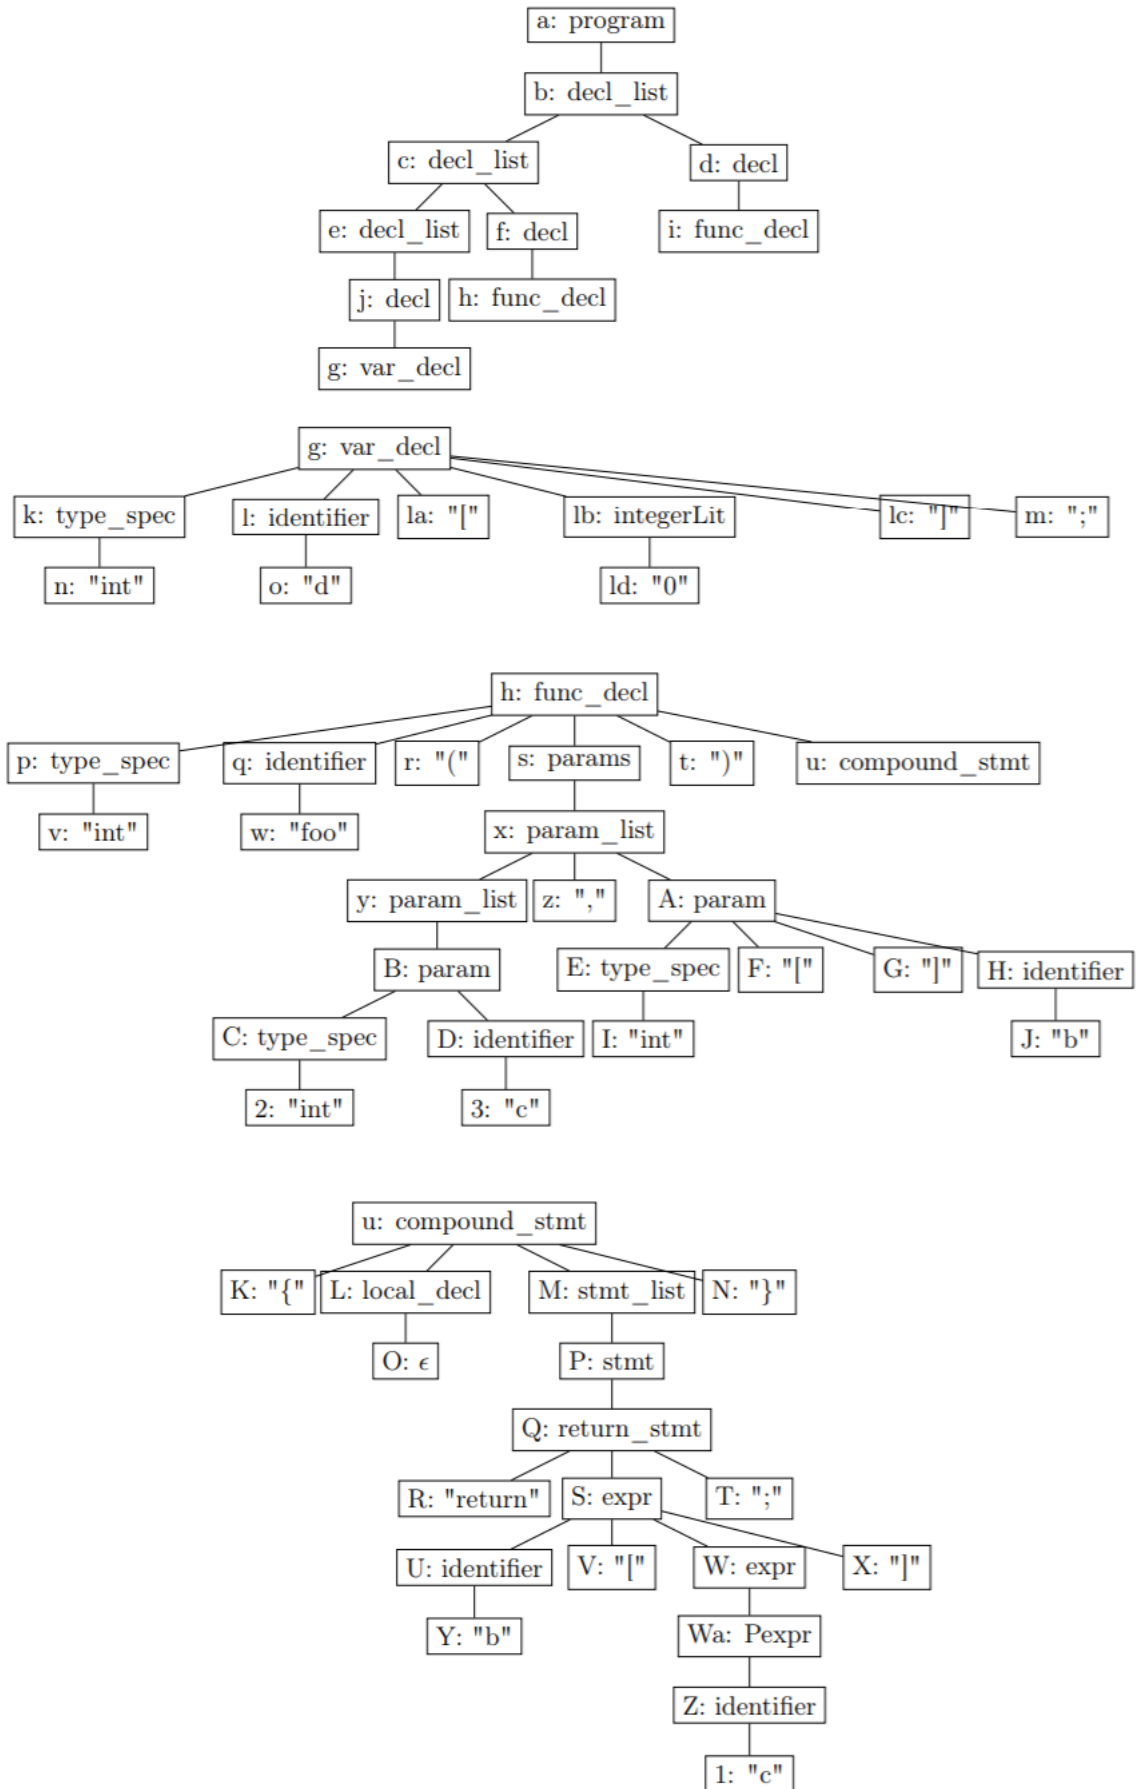 a: program
b: decl_list
c: decl_list d: decl
e: decl_list f: decl i: func_decl
j: decl h: func_decl
g: var_decl
g: var_decl
k: type_spec l: identifier la: "[" lb: integerLit lc: "]" m: ";"
n: "int" o: "d" ld: "0"
h: func_decl
p: type_spec q: identifier r: "(" s: params t: ")" u: compound_stmt
v: "int" w: "foo" x: param_list
y: param_list z: "," A: param
B: param E: type_spec F: "[" G: "]" H: identifier
C: type_spec D: identifier I: "int" J: "b"
2: "int" 3: "c"
u: compound_stmt
K: "{" L: local_decl M: stmt_list N: "}"
O: ϵ P: stmt
Q: return_stmt
R: "return" S: expr T: ";"
U: identifier V: "[" W: expr X: "]"
Y: "b" Wa: Pexpr
Z: identifier
1: "c"